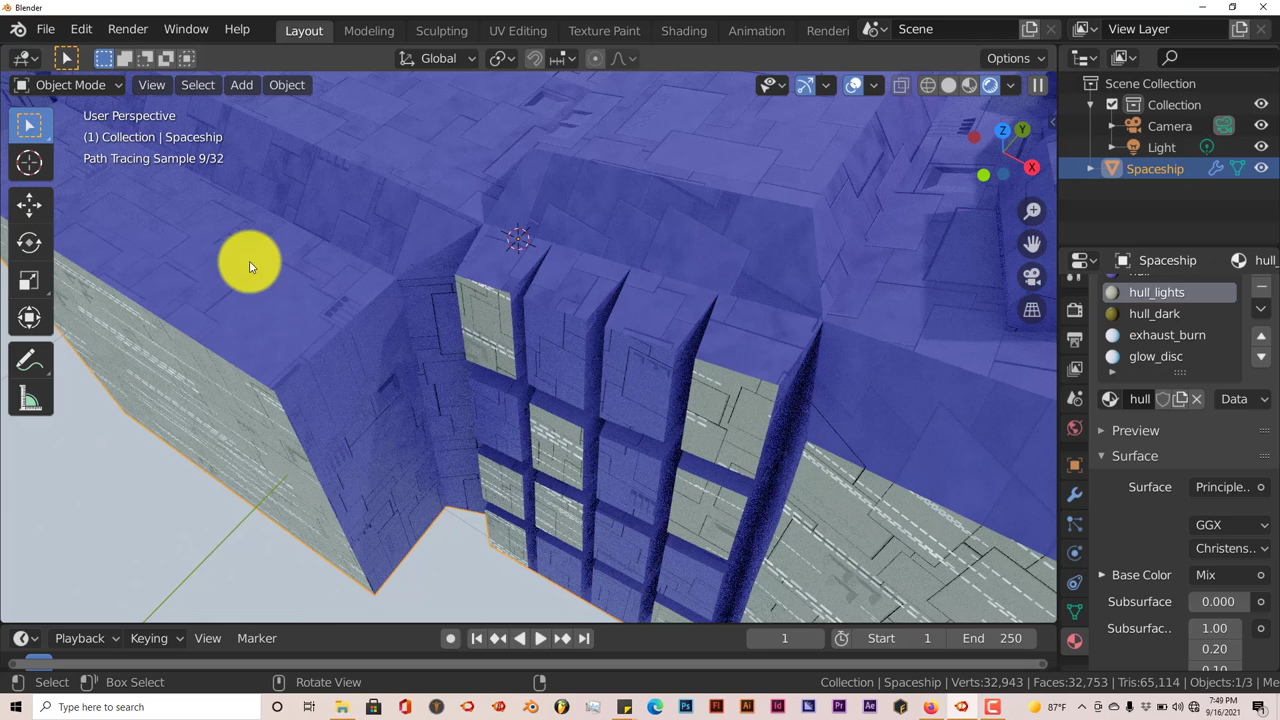 Blender
File Edit Render Window Help Layout Modeling Sculpting UV Editing Texture Paint Shading Animation Renderi Scene View Layer
Global Options
Object Mode View Select Add Object
User Perspective
(1) Collection | Spaceship
Path Tracing Sample 9/32
Z Y
X
Scene Collection
Collection
Camera
Light
Spaceship
Spaceship hull_
hull_lights
hull_dark
exhaust_burn
glow_disc
hull Data
Preview
Surface
Surface Principle..
GGX
Christens..
Base Color Mix
Subsurface 0.000
Subsurfac.. 1.00
0.20
0.10
Playback Keying View Marker 1 Start 1 End 250
Select Box Select Rotate View Collection | Spaceship | Verts:32,943 | Faces:32,753 | Tris:65,114 | Objects:1/3 | Me
Type here to search 87°F 7:49 PM
9/16/2021